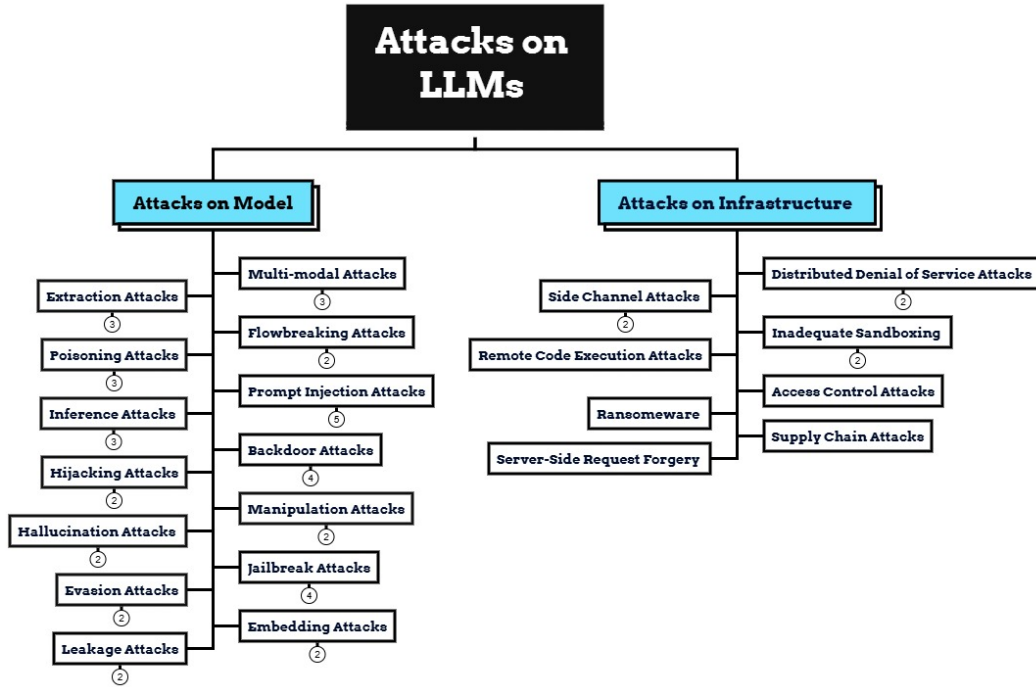 Attacks on
LLMs
Attacks on Model
Extraction Attacks
3
Poisoning Attacks
3
Inference Attacks
3
Hijacking Attacks
2
Hallucination Attacks
2
Evasion Attacks
2
Leakage Attacks
2
Multi-modal Attacks
3
Flowbreaking Attacks
2
Prompt Injection Attacks
5
Backdoor Attacks
4
Manipulation Attacks
2
Jailbreak Attacks
4
Embedding Attacks
2
Attacks on Infrastructure
Side Channel Attacks
2
Remote Code Execution Attacks
Ransomeware
Server-Side Request Forgery
Distributed Denial of Service Attacks
2
Inadequate Sandboxing
2
Access Control Attacks
Supply Chain Attacks